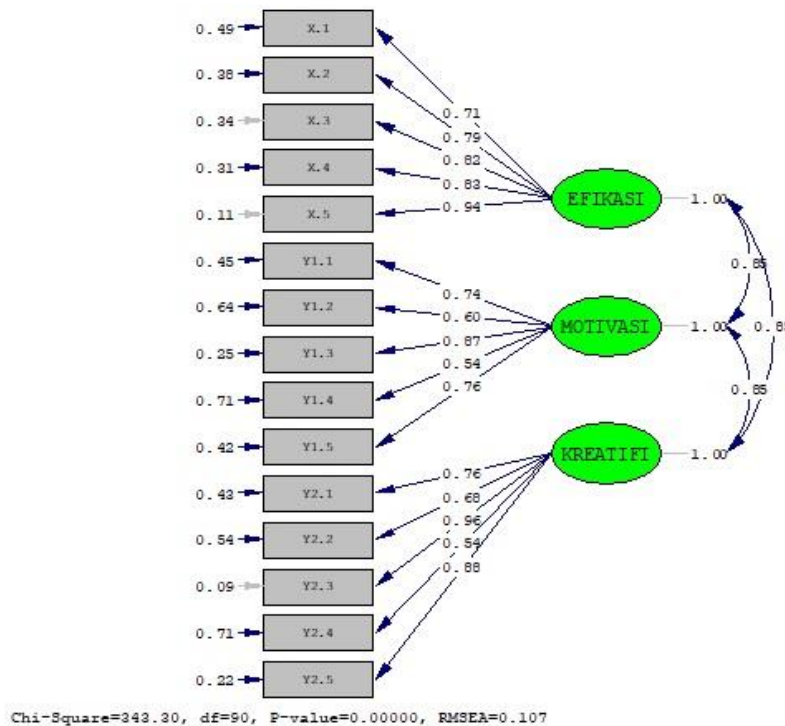 0.49 X.1
0.38 X.2
0.34 X.3
0.31 X.4
0.11 X.5
0.45 Y1.1
0.64 Y1.2
0.25 Y1.3
0.71 Y1.4
0.42 Y1.5
0.43 Y2.1
0.54 Y2.2
0.09 Y2.3
0.71 Y2.4
0.22 Y2.5
0.71
0.79
0.82
0.83
0.94
0.74
0.60
0.87
0.54
0.76
0.76
0.68
0.96
0.54
0.88
EFIKASI 1.00
MOTIVASI 1.00
KREATIFI 1.00
0.85
0.85
Chi-Square=343.30, df=90, P-value=0.00000, RMSEA=0.107